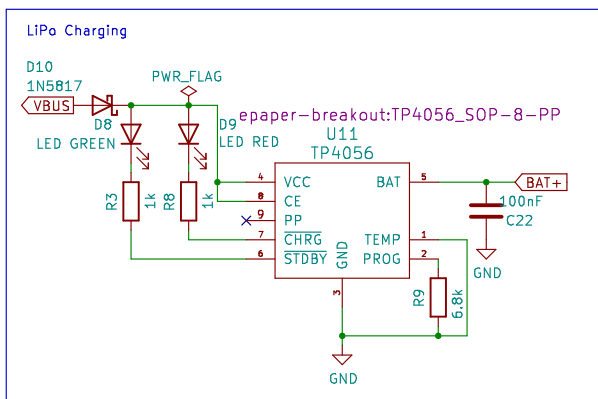 LiPo Charging
D10
1N5817
VBUS
PWR_FLAG
D8
LED GREEN
D9
LED RED
epaper-breakout:TP4056_SOP-8-PP
U11
TP4056
R3
1k
R8
1k
4
VCC
8
CE
9
PP
7
CHRG
6
STDBY
BAT
5
BAT+
100nF
C22
GND
TEMP
1
PROG
2
GND
3
R9
6.8k
GND